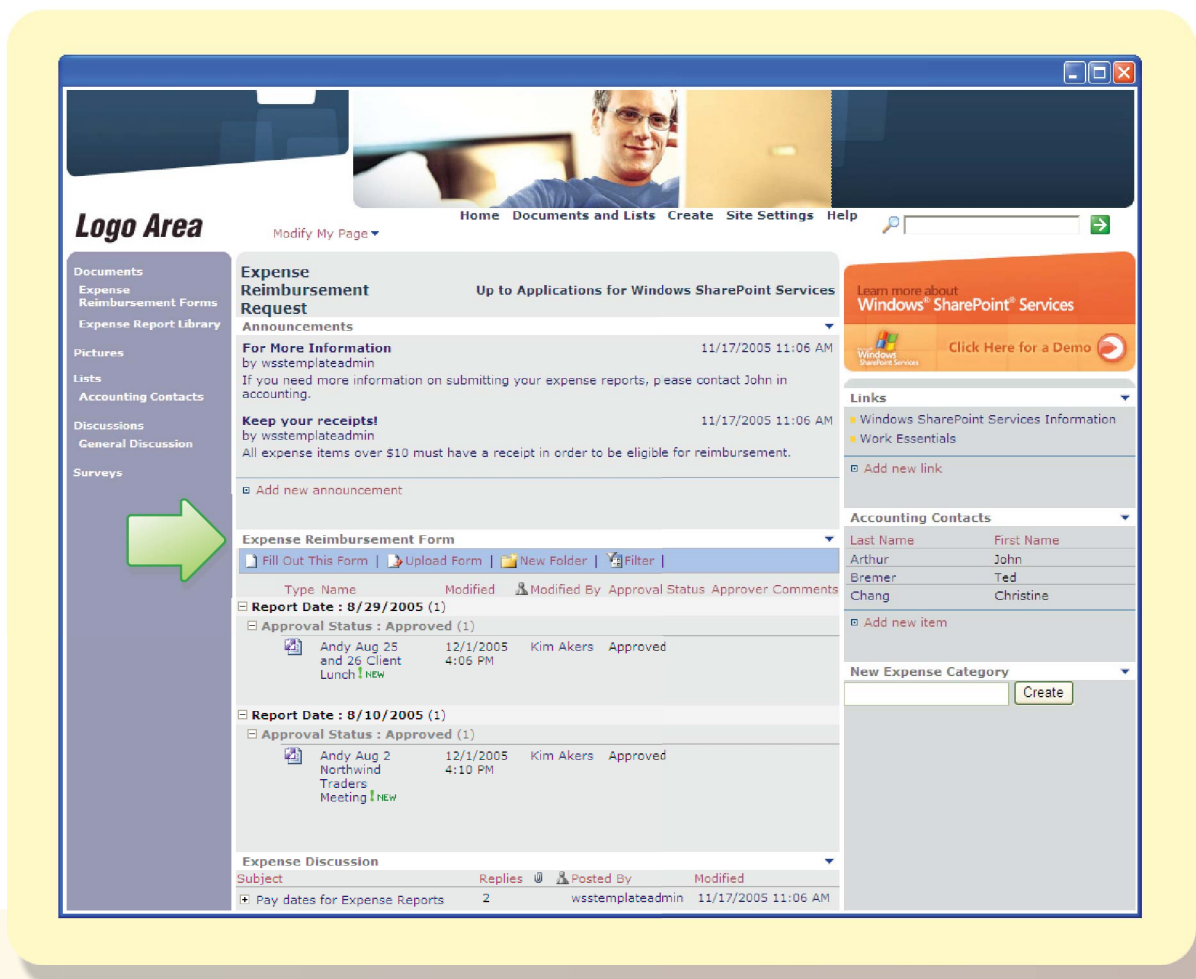 Home Documents and Lists Create Site Settings Help
Logo Area
Modify My Page
Documents
Expense
Reimbursement Forms
Expense Report Library
Pictures
Lists
Accounting Contacts
Discussions
General Discussion
Surveys
Expense
Reimbursement
Request
Up to Applications for Windows SharePoint Services
Announcements
For More Information 11/17/2005 11:06 AM
by wsstemplateadmin
If you need more information on submitting your expense reports, please contact John in
accounting.
Keep your receipts! 11/17/2005 11:06 AM
by wsstemplateadmin
All expense items over $10 must have a receipt in order to be eligible for reimbursement.
Add new announcement
Expense Reimbursement Form
Fill Out This Form | Upload Form | New Folder | Filter |
Type Name Modified Modified By Approval Status Approver Comments
Report Date : 8/29/2005 (1)
Approval Status : Approved (1)
Andy Aug 25 12/1/2005 Kim Akers Approved
and 26 Client 4:06 PM
Lunch ! NEW
Report Date : 8/10/2005 (1)
Approval Status : Approved (1)
Andy Aug 2 12/1/2005 Kim Akers Approved
Northwind 4:10 PM
Traders
Meeting ! NEW
Expense Discussion
Subject Replies Posted By Modified
Pay dates for Expense Reports 2 wsstemplateadmin 11/17/2005 11:06 AM
Learn more about
Windows® SharePoint® Services
Windows
SharePoint Services
Click Here for a Demo
Links
Windows SharePoint Services Information
Work Essentials
Add new link
Accounting Contacts
Last Name First Name
Arthur John
Bremer Ted
Chang Christine
Add new item
New Expense Category
Create